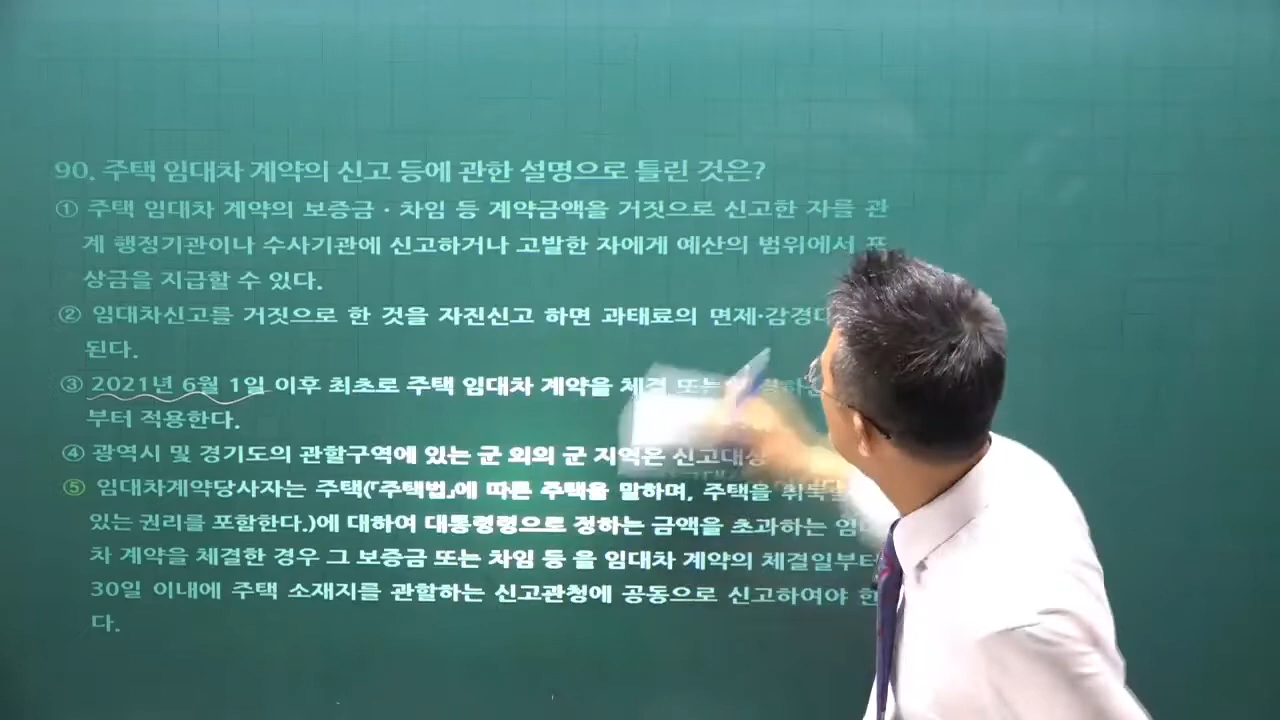 90. 주택 임대차 계약의 신고 등에 관한 설명으로 틀린 것은?
① 주택 임대차 계약의 보증금 · 차임 등 계약금액을 거짓으로 신고한 자를 관
계 행정기관이나 수사기관에 신고하거나 고발한 자에게 예산의 범위에서 포
상금을 지급할 수 있다.
② 임대차신고를 거짓으로 한 것을 자진신고 하면 과태료의 면제·감경
된다.
③ 2021년 6월 1일 이후 최초로 주택 임대차 계약을 체결 또는
부터 적용한다.
④ 광역시 및 경기도의 관할구역에 있는 군 외의 군 지역은 신고대상
⑤ 임대차계약당사자는 주택(「주택법」에 따른 주택을 말하며, 주택을
있는 권리를 포함한다.)에 대하여 대통령령으로 정하는 금액을 초과하는
차 계약을 체결한 경우 그 보증금 또는 차임 등 을 임대차 계약의 체결일부터
30일 이내에 주택 소재지를 관할하는 신고관청에 공동으로 신고하여야 한
다.